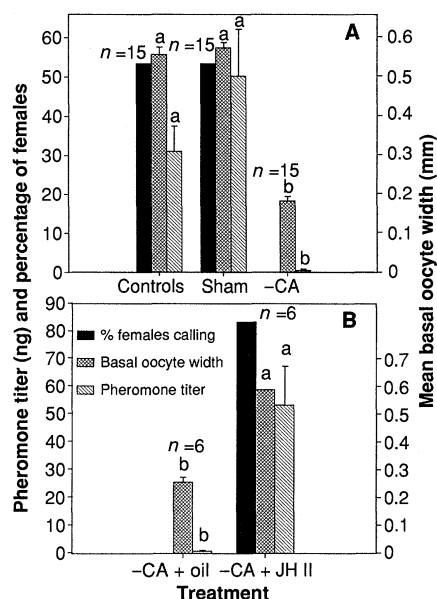 Pheromone titer (ng) and percentage of females
Mean basal oocyte width (mm)
A
60
50
40
30
20
10
0
0.6
0.5
0.4
0.3
0.2
0.1
0
n =15
a
a
n =15
a
a
n =15
b
b
Controls Sham –CA
B
90
80
70
60
50
40
30
20
10
0
0.7
0.6
0.5
0.4
0.3
0.2
0.1
0
% females calling
Basal oocyte width
Pheromone titer
n =6
b
b
n =6
a
a
–CA + oil –CA + JH II
Treatment